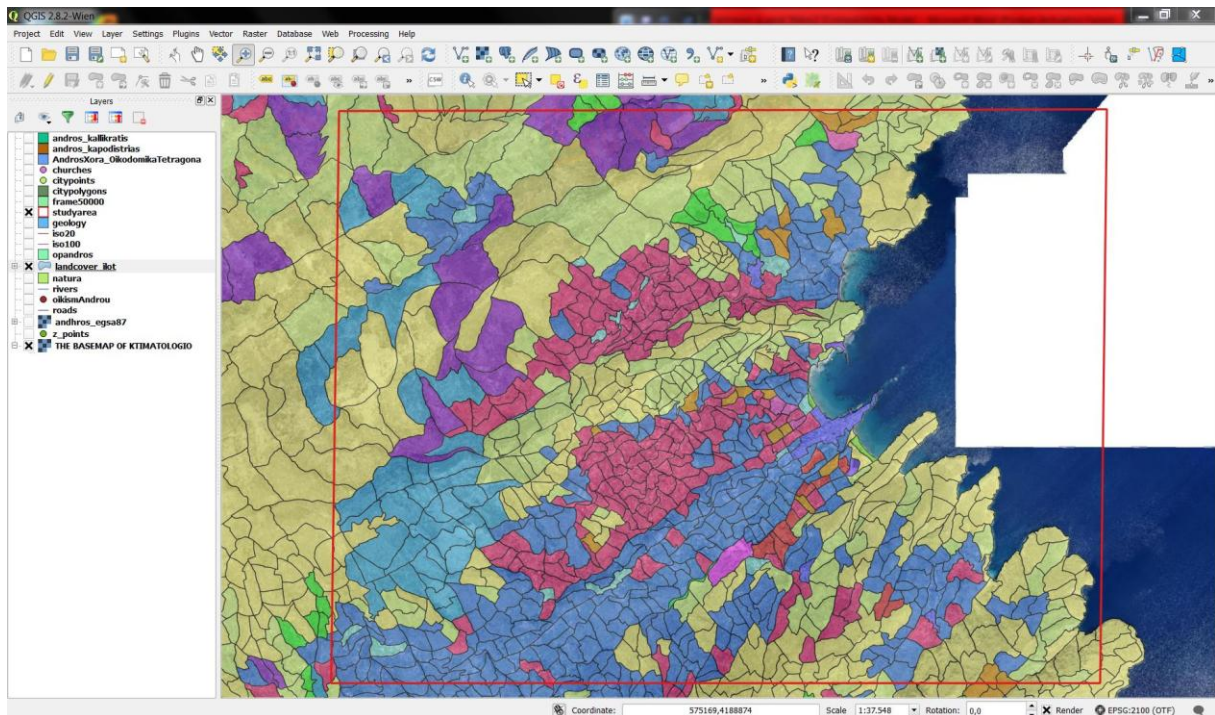 QGIS 2.8.2-Wien
Project Edit View Layer Settings Plugins Vector Raster Database Web Processing Help
CSW
Layers
andros_kallikratis
andros_kapodistrias
AndrosXora_OikodomikaTetragona
churches
citypoints
citypolygons
frame50000
studyarea
geology
iso20
iso100
opandros
landcover_ilot
natura
rivers
oikismAndrou
roads
andhros_egsa87
z_points
THE BASEMAP OF KTIMATOLOGIO
Coordinate: 575169,4188874 Scale 1:37.548 Rotation: 0,0 Render EPSG:2100 (OTF)